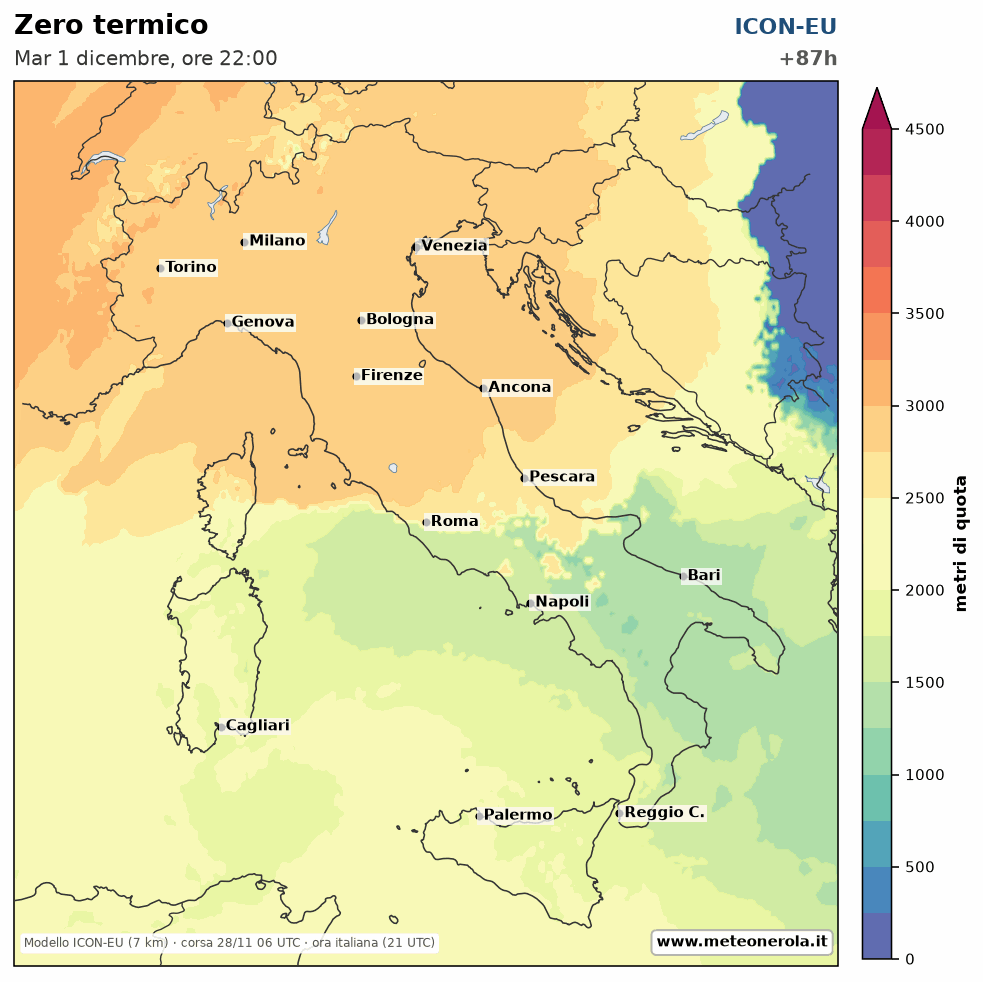 Zero termico
ICON-EU
Mar 1 dicembre, ore 22:00
+87h
4500
4000
3500
3000
2500
2000
1500
1000
500
0
metri di quota
Milano
Venezia
Torino
Genova
Bologna
Firenze
Ancona
Pescara
Roma
Bari
Napoli
Cagliari
Palermo
Reggio C.
Modello ICON-EU (7 km) · corsa 28/11 06 UTC · ora italiana (21 UTC)
www.meteonerola.it